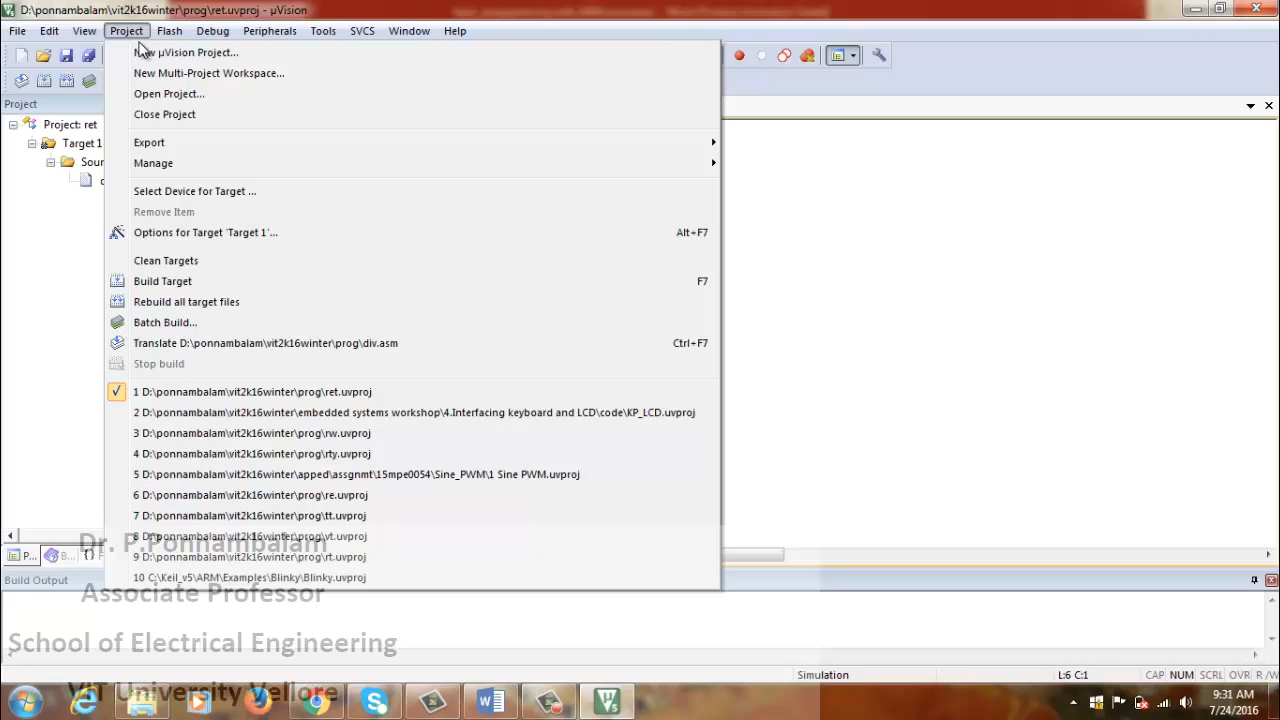 D:\ponnambalam\vit2k16winter\prog\ret.uvproj - µVision
File Edit View Project Flash Debug Peripherals Tools SVCS Window Help
New µVision Project...
New Multi-Project Workspace...
Open Project...
Close Project
Export
Manage
Select Device for Target ...
Remove Item
Options for Target 'Target 1'... Alt+F7
Clean Targets
Build Target F7
Rebuild all target files
Batch Build...
Translate D:\ponnambalam\vit2k16winter\prog\div.asm Ctrl+F7
Stop build
1 D:\ponnambalam\vit2k16winter\prog\ret.uvproj
2 D:\ponnambalam\vit2k16winter\embedded systems workshop\4.Interfacing keyboard and LCD\code\KP_LCD.uvproj
3 D:\ponnambalam\vit2k16winter\prog\rw.uvproj
4 D:\ponnambalam\vit2k16winter\prog\rty.uvproj
5 D:\ponnambalam\vit2k16winter\apped\assgnmt\15mpe0054\Sine_PWM\1 Sine PWM.uvproj
6 D:\ponnambalam\vit2k16winter\prog\re.uvproj
7 D:\ponnambalam\vit2k16winter\prog\tt.uvproj
8 D:\ponnambalam\vit2k16winter\prog\vt.uvproj
9 D:\ponnambalam\vit2k16winter\prog\rt.uvproj
10 C:\Keil_v5\ARM\Examples\Blinky\Blinky.uvproj
Project
Project: ret
Target 1
Sour
P... B... {} F
Build Output
Dr. P.Ponnambalam
Associate Professor
School of Electrical Engineering
VIT University Vellore
Simulation L:6 C:1 CAP NUM SCRL OVR R /W
9:31 AM
7/24/2016